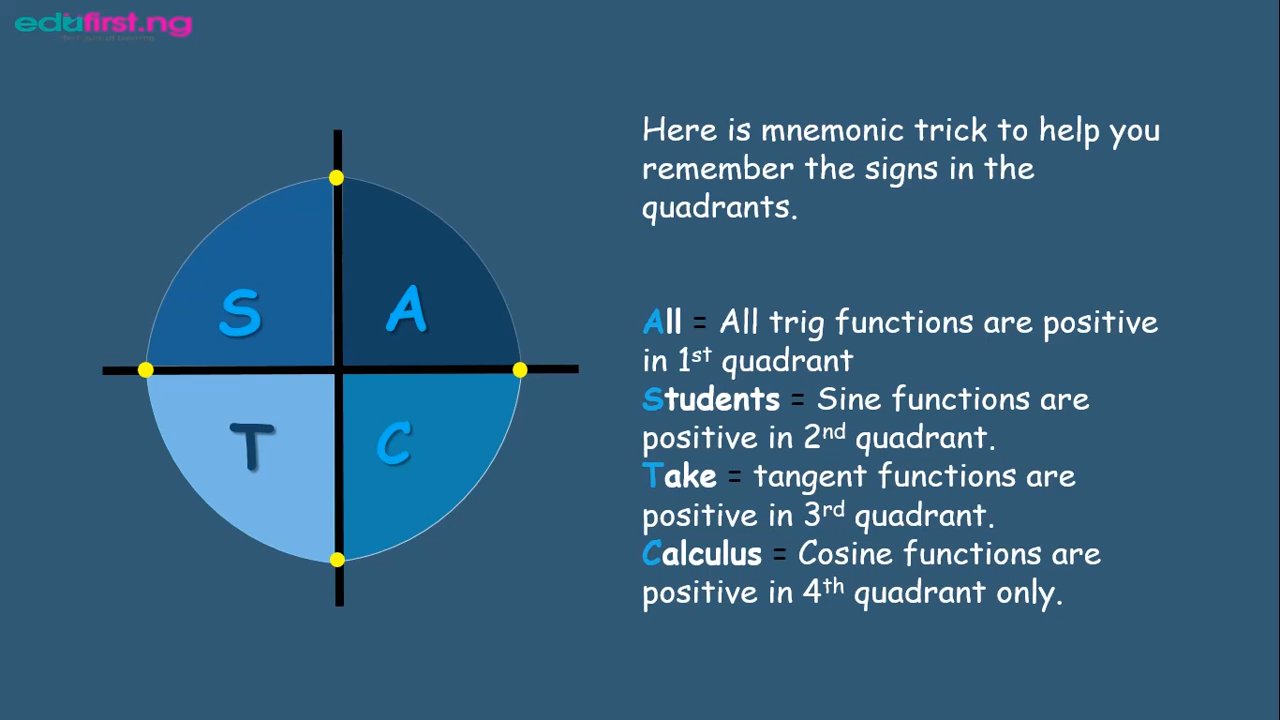 edufirst.ng
Here is mnemonic trick to help you
remember the signs in the
quadrants.
S A
T C
All = All trig functions are positive
in 1st quadrant
Students = Sine functions are
positive in 2nd quadrant.
Take = tangent functions are
positive in 3rd quadrant.
Calculus = Cosine functions are
positive in 4th quadrant only.